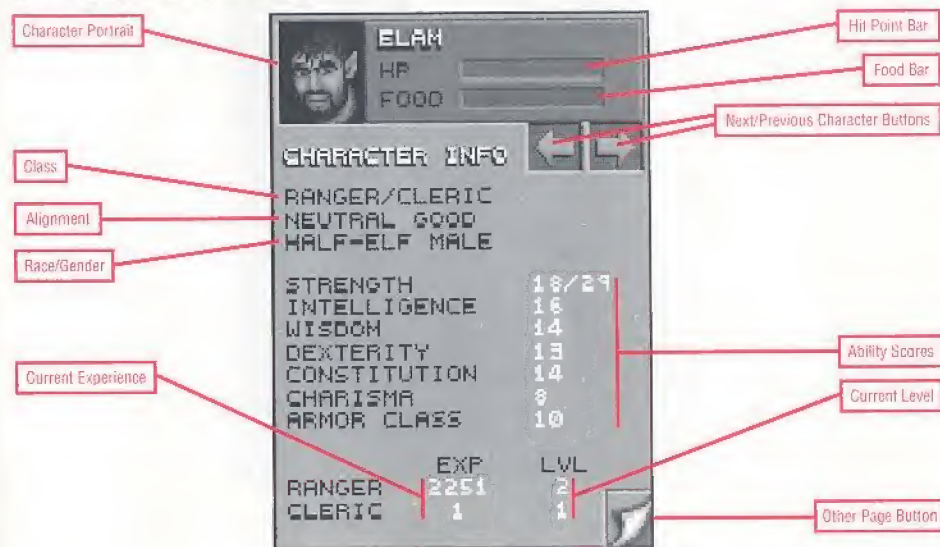 Character Portrait
ELAM
HP
FOOD
Hit Point Bar
Food Bar
Next/Previous Character Buttons
CHARACTER INFO
Class
RANGER/CLERIC
Alignment
NEUTRAL GOOD
Race/Gender
HALF-ELF MALE
STRENGTH 18/29
INTELLIGENCE 16
WISDOM 14
DEXTERITY 13
CONSTITUTION 14
CHARISMA 8
ARMOR CLASS 10
Ability Scores
Current Experience
Current Level
EXP LVL
RANGER 2251 2
CLERIC 1 1
Other Page Button